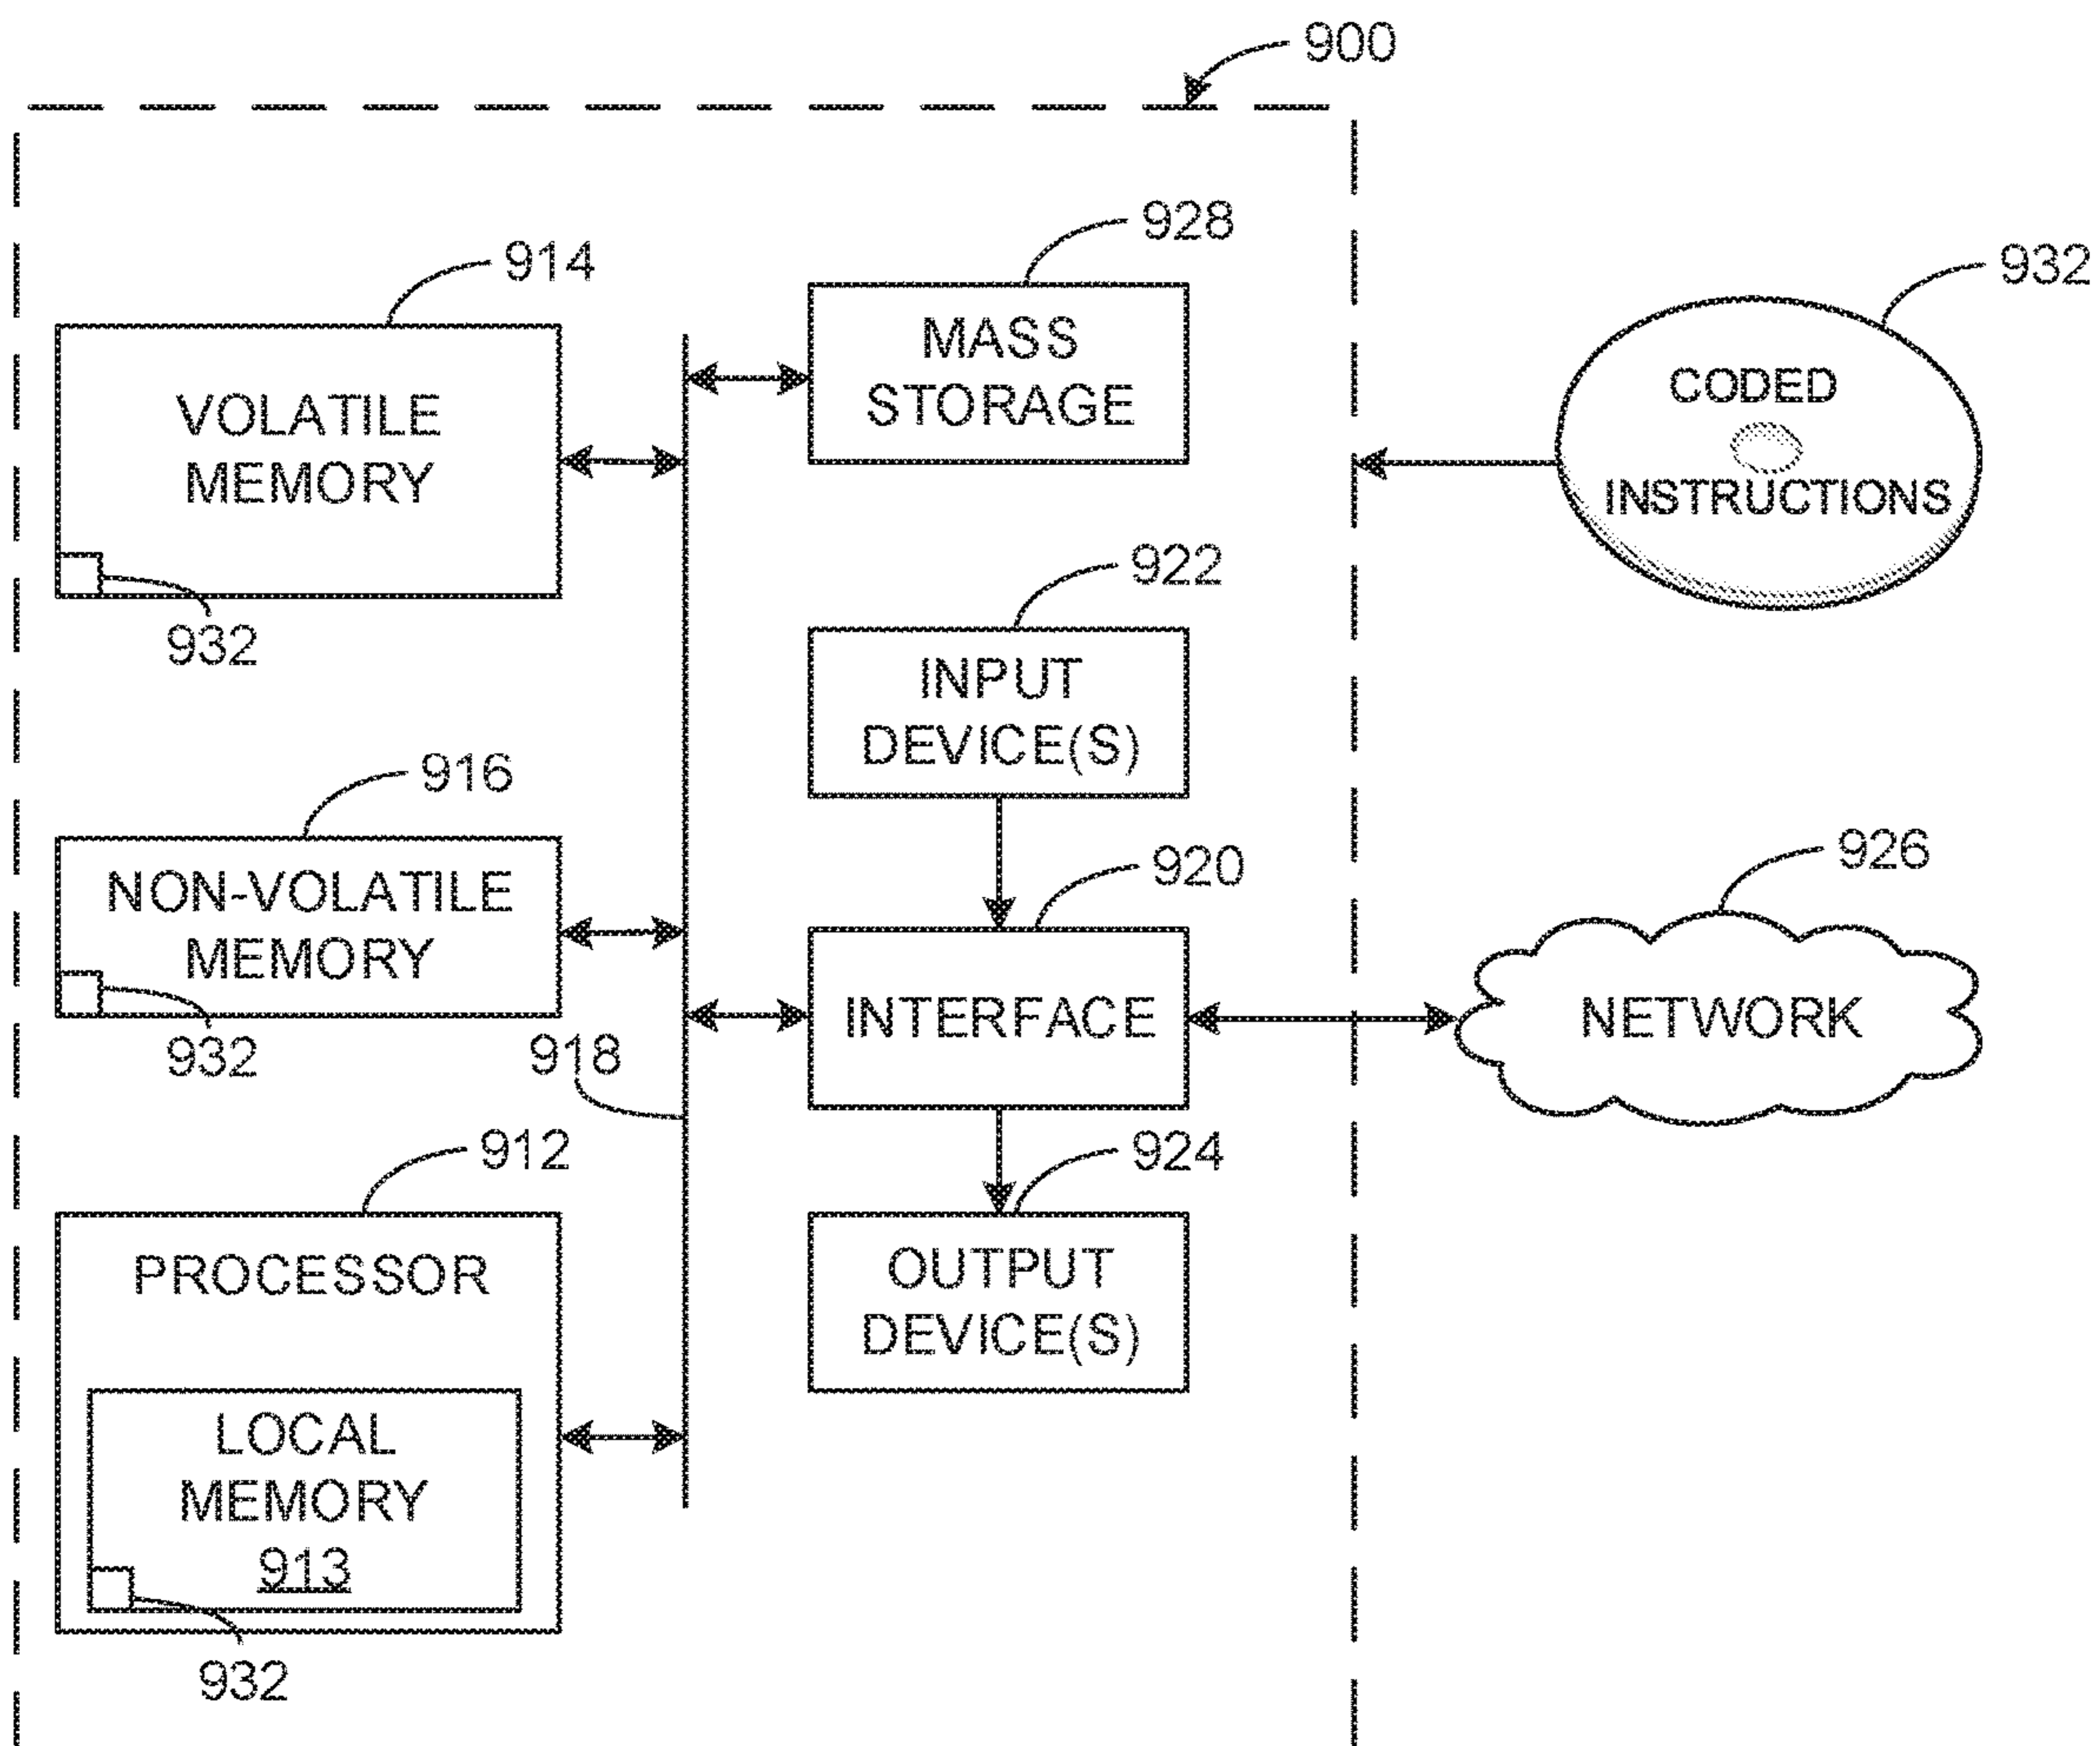 900
928
914
932
MASS
STORAGE
VOLATILE
MEMORY
CODED
INSTRUCTIONS
932
922
INPUT
DEVICE(S)
916
920
926
NON-VOLATILE
MEMORY
932
918
INTERFACE
NETWORK
912
924
PROCESSOR
OUTPUT
DEVICE(S)
LOCAL
MEMORY
913
932